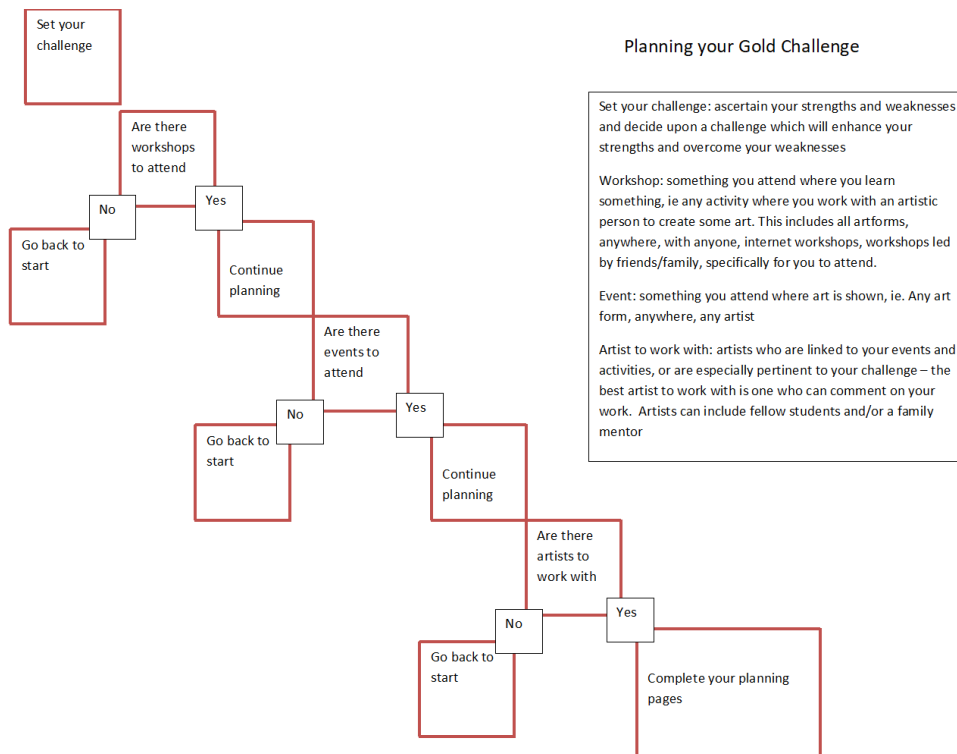 Set your
challenge
Planning your Gold Challenge
Are there
workshops
to attend
No
Yes
Go back to
start
Continue
planning
Are there
events to
attend
No
Yes
Go back to
start
Continue
planning
Are there
artists to
work with
No
Yes
Go back to
start
Complete your planning
pages
Set your challenge: ascertain your strengths and weaknesses
and decide upon a challenge which will enhance your
strengths and overcome your weaknesses
Workshop: something you attend where you learn
something, ie any activity where you work with an artistic
person to create some art. This includes all artforms,
anywhere, with anyone, internet workshops, workshops led
by friends/family, specifically for you to attend.
Event: something you attend where art is shown, ie. Any art
form, anywhere, any artist
Artist to work with: artists who are linked to your events and
activities, or are especially pertinent to your challenge – the
best artist to work with is one who can comment on your
work.  Artists can include fellow students and/or a family
mentor